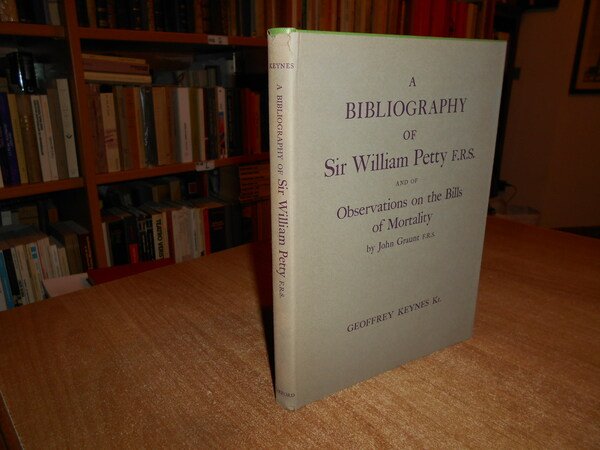 A
BIBLIOGRAPHY
OF
Sir William Petty F.R.S.
AND OF
Observations on the Bills
of Mortality
by John Graunt F.R.S.
GEOFFREY KEYNES Kt.
KEYNES
A BIBLIOGRAPHY OF Sir William Petty F.R.S.